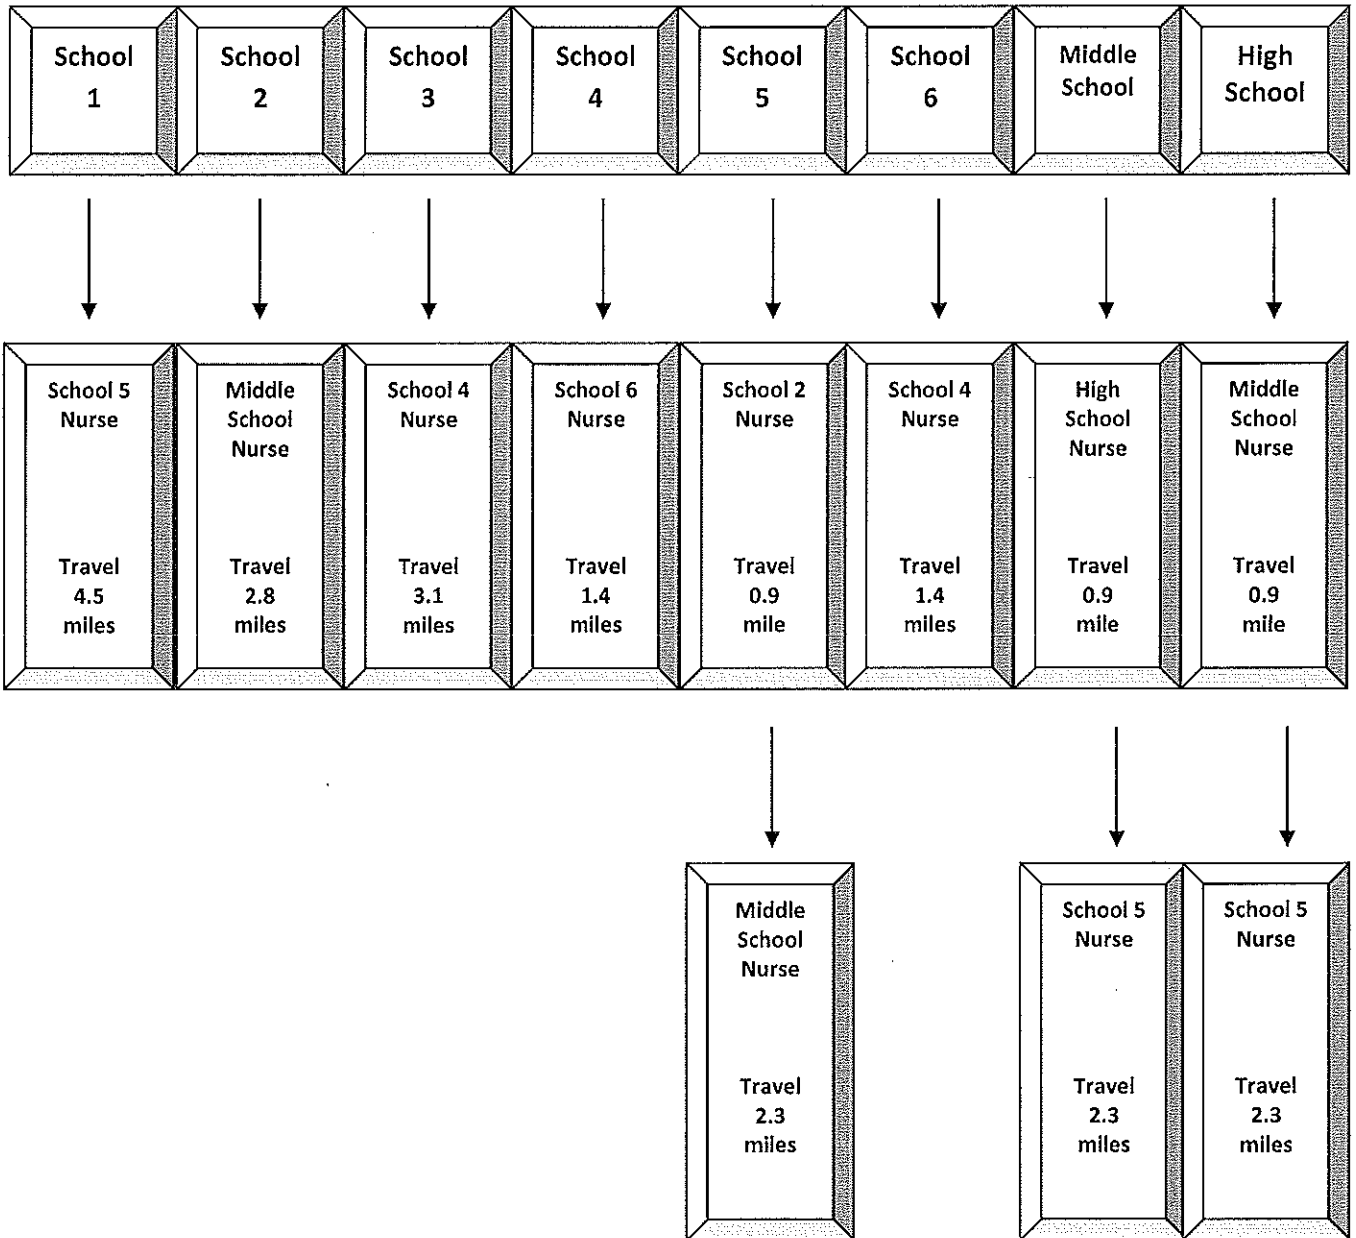 School
1
School
2
School
3
School
4
School
5
School
6
Middle
School
High
School
School 5
Nurse
Travel
4.5
miles
Middle
School
Nurse
Travel
2.8
miles
School 4
Nurse
Travel
3.1
miles
School 6
Nurse
Travel
1.4
miles
School 2
Nurse
Travel
0.9
mile
School 4
Nurse
Travel
1.4
miles
High
School
Nurse
Travel
0.9
mile
Middle
School
Nurse
Travel
0.9
mile
Middle
School
Nurse
Travel
2.3
miles
School 5
Nurse
Travel
2.3
miles
School 5
Nurse
Travel
2.3
miles